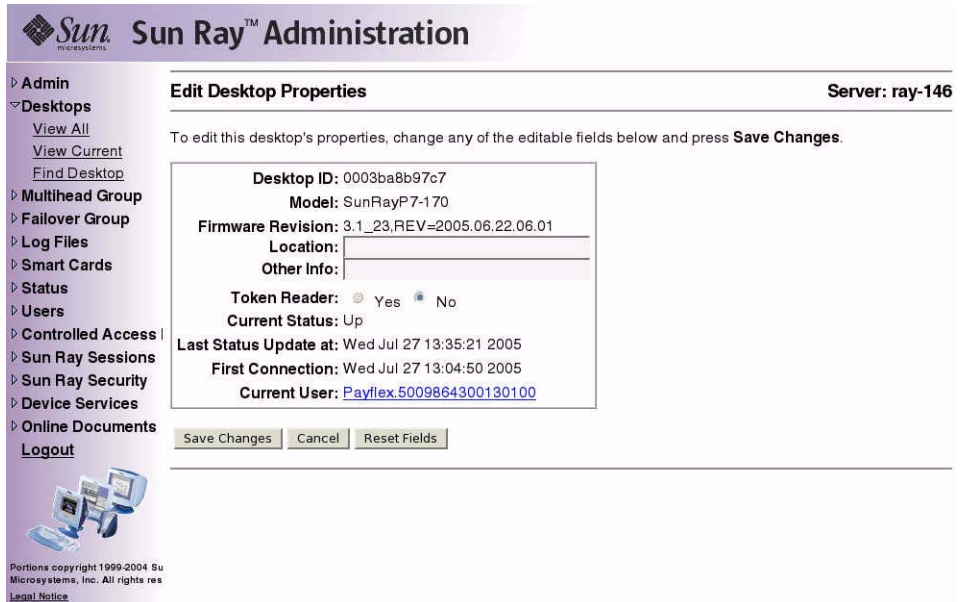 Sun microsystems Sun Ray™ Administration
Admin
Desktops
View All
View Current
Find Desktop
Multihead Group
Failover Group
Log Files
Smart Cards
Status
Users
Controlled Access
Sun Ray Sessions
Sun Ray Security
Device Services
Online Documents
Logout
Portions copyright 1999-2004 Su
Microsystems, Inc. All rights res
Legal Notice
Edit Desktop Properties Server: ray-146
To edit this desktop's properties, change any of the editable fields below and press Save Changes.
Desktop ID: 0003ba8b97c7
Model: SunRayP7-170
Firmware Revision: 3.1_23,REV=2005.06.22.06.01
Location:
Other Info:
Token Reader: Yes No
Current Status: Up
Last Status Update at: Wed Jul 27 13:35:21 2005
First Connection: Wed Jul 27 13:04:50 2005
Current User: Payflex.5009864300130100
Save Changes Cancel Reset Fields